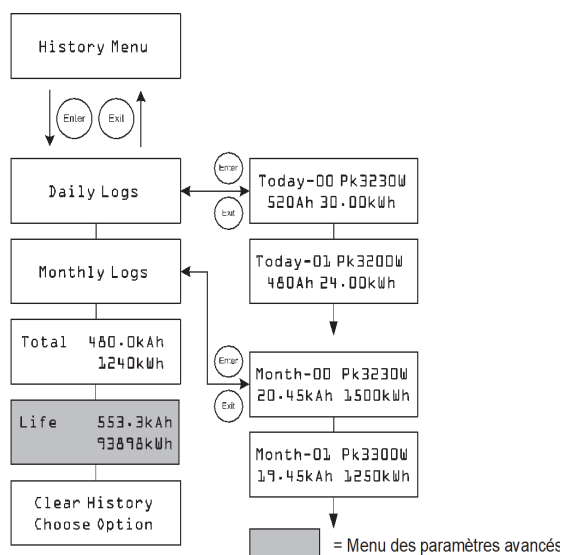 History Menu
Enter
Exit
Daily Logs
Enter
Exit
Today-00 Pk3230W
520Ah 30.00kWh
Today-01 Pk3200W
480Ah 24.00kWh
Monthly Logs
Total 480.0kAh
1240kWh
Enter
Exit
Month-00 Pk3230W
20.45kAh 1500kWh
Life 553.3kAh
93898kWh
Month-01 Pk3300W
19.45kAh 1250kWh
Clear History
Choose Option
= Menu des paramètres avancés